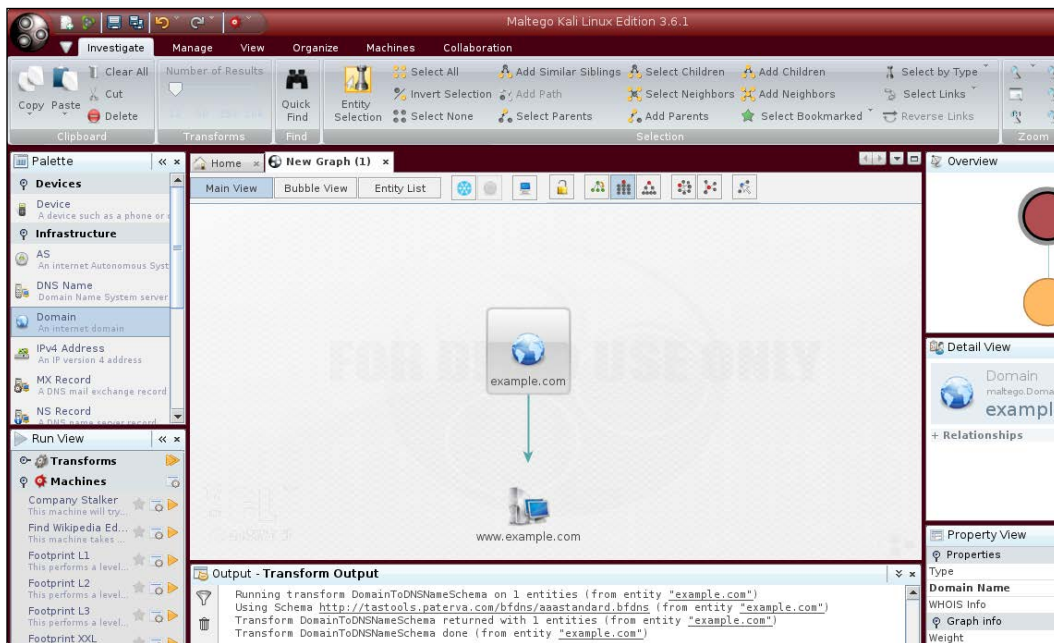 Maltego Kali Linux Edition 3.6.1
Investigate Manage View Organize Machines Collaboration
Copy Paste Clear All Cut Delete
Clipboard
Number of Results
Transforms
Quick Find
Find
Entity Selection
Select All Add Similar Siblings Select Children Add Children Select by Type
Invert Selection Add Path Select Neighbors Add Neighbors Select Links
Select None Select Parents Add Parents Select Bookmarked Reverse Links
Selection
Zoom
Palette
Devices
Device
A device such as a phone or
Infrastructure
AS
An internet Autonomous Syst
DNS Name
Domain Name System server
Domain
An internet domain
IPv4 Address
An IP version 4 address
MX Record
A DNS mail exchange record
NS Record
A DNS name server record
Run View
Transforms
Machines
Company Stalker
This machine will try...
Find Wikipedia Ed...
This machine takes ...
Footprint L1
This performs a level...
Footprint L2
This performs a level...
Footprint L3
This performs a level...
Footprint XXL
Home New Graph (1)
Main View Bubble View Entity List
example.com
www.example.com
Output - Transform Output
Running transform DomainToDNSNameSchema on 1 entities (from entity "example.com")
Using Schema http://tastools.paterva.com/bfdns/aaastandard.bfdns (from entity "example.com")
Transform DomainToDNSNameSchema returned with 1 entities (from entity "example.com")
Transform DomainToDNSNameSchema done (from entity "example.com")
Overview
Detail View
Domain
maltego.Doma
exampl
+ Relationships
Property View
Properties
Type
Domain Name
WHOIS Info
Graph info
Weight